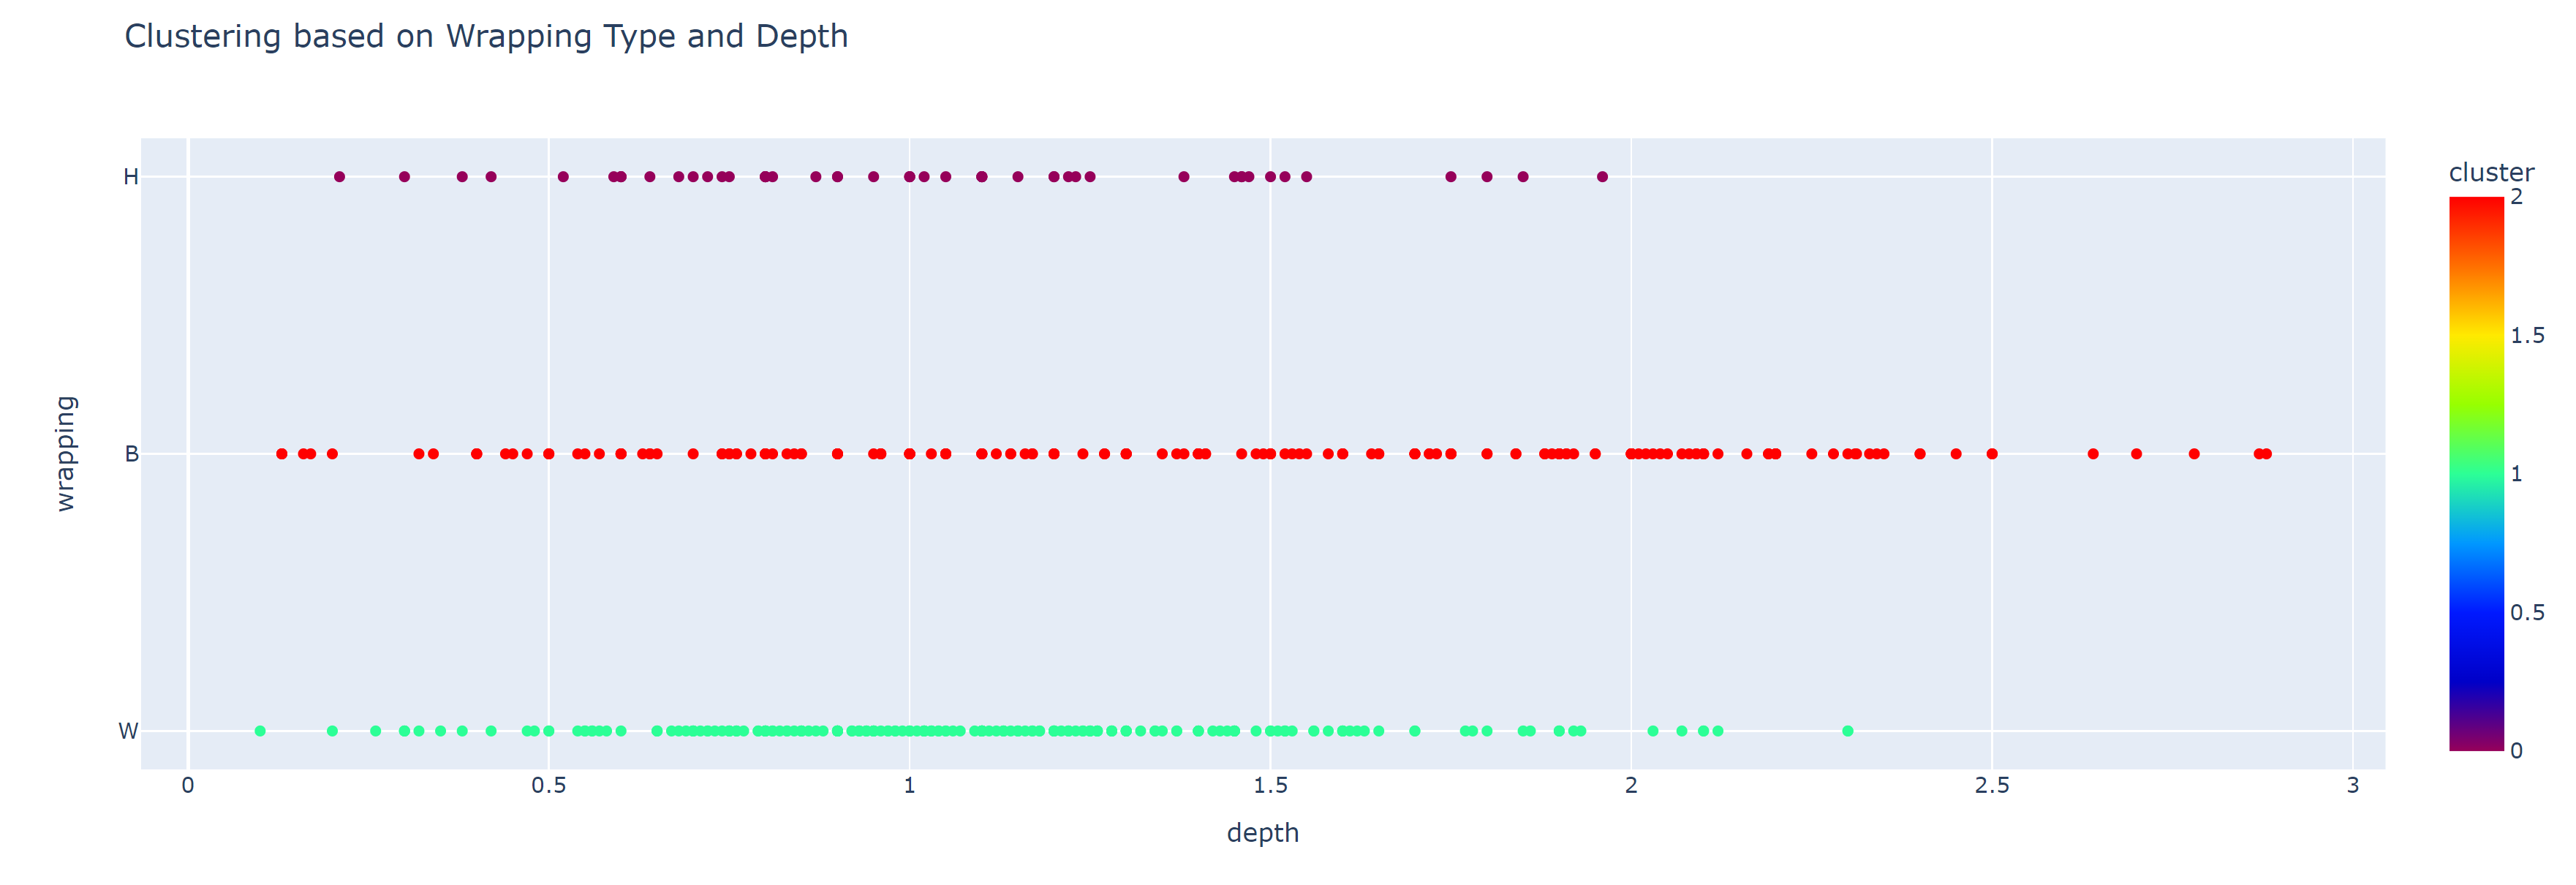 Clustering based on Wrapping Type and Depth
H
B
W
wrapping
0
0.5
1
1.5
2
2.5
3
depth
cluster
2
1.5
1
0.5
0